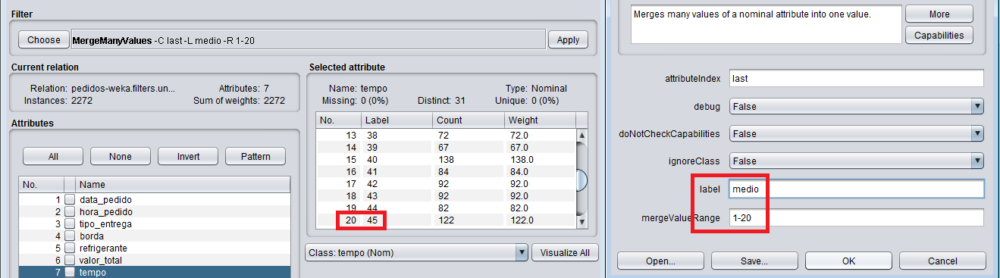 Filter
Choose MergeManyValues -C last -L medio -R 1-20 Apply
Current relation
Relation: pedidos-weka.filters.un... Attributes: 7
Instances: 2272 Sum of weights: 2272
Attributes
All None Invert Pattern
No. Name
1 data_pedido
2 hora_pedido
3 tipo_entrega
4 borda
5 refrigerante
6 valor_total
7 tempo
Selected attribute
Name: tempo Type: Nominal
Missing: 0 (0%) Distinct: 31 Unique: 0 (0%)
No. Label Count Weight
13 38 72 72.0
14 39 67 67.0
15 40 138 138.0
16 41 84 84.0
17 42 92 92.0
18 43 92 92.0
19 44 82 82.0
20 45 122 122.0
Class: tempo (Nom) Visualize All
Merges many values of a nominal attribute into one value.
More
Capabilities
attributeIndex last
debug False
doNotCheckCapabilities False
ignoreClass False
label medio
mergeValueRange 1-20
Open... Save... OK Cancel